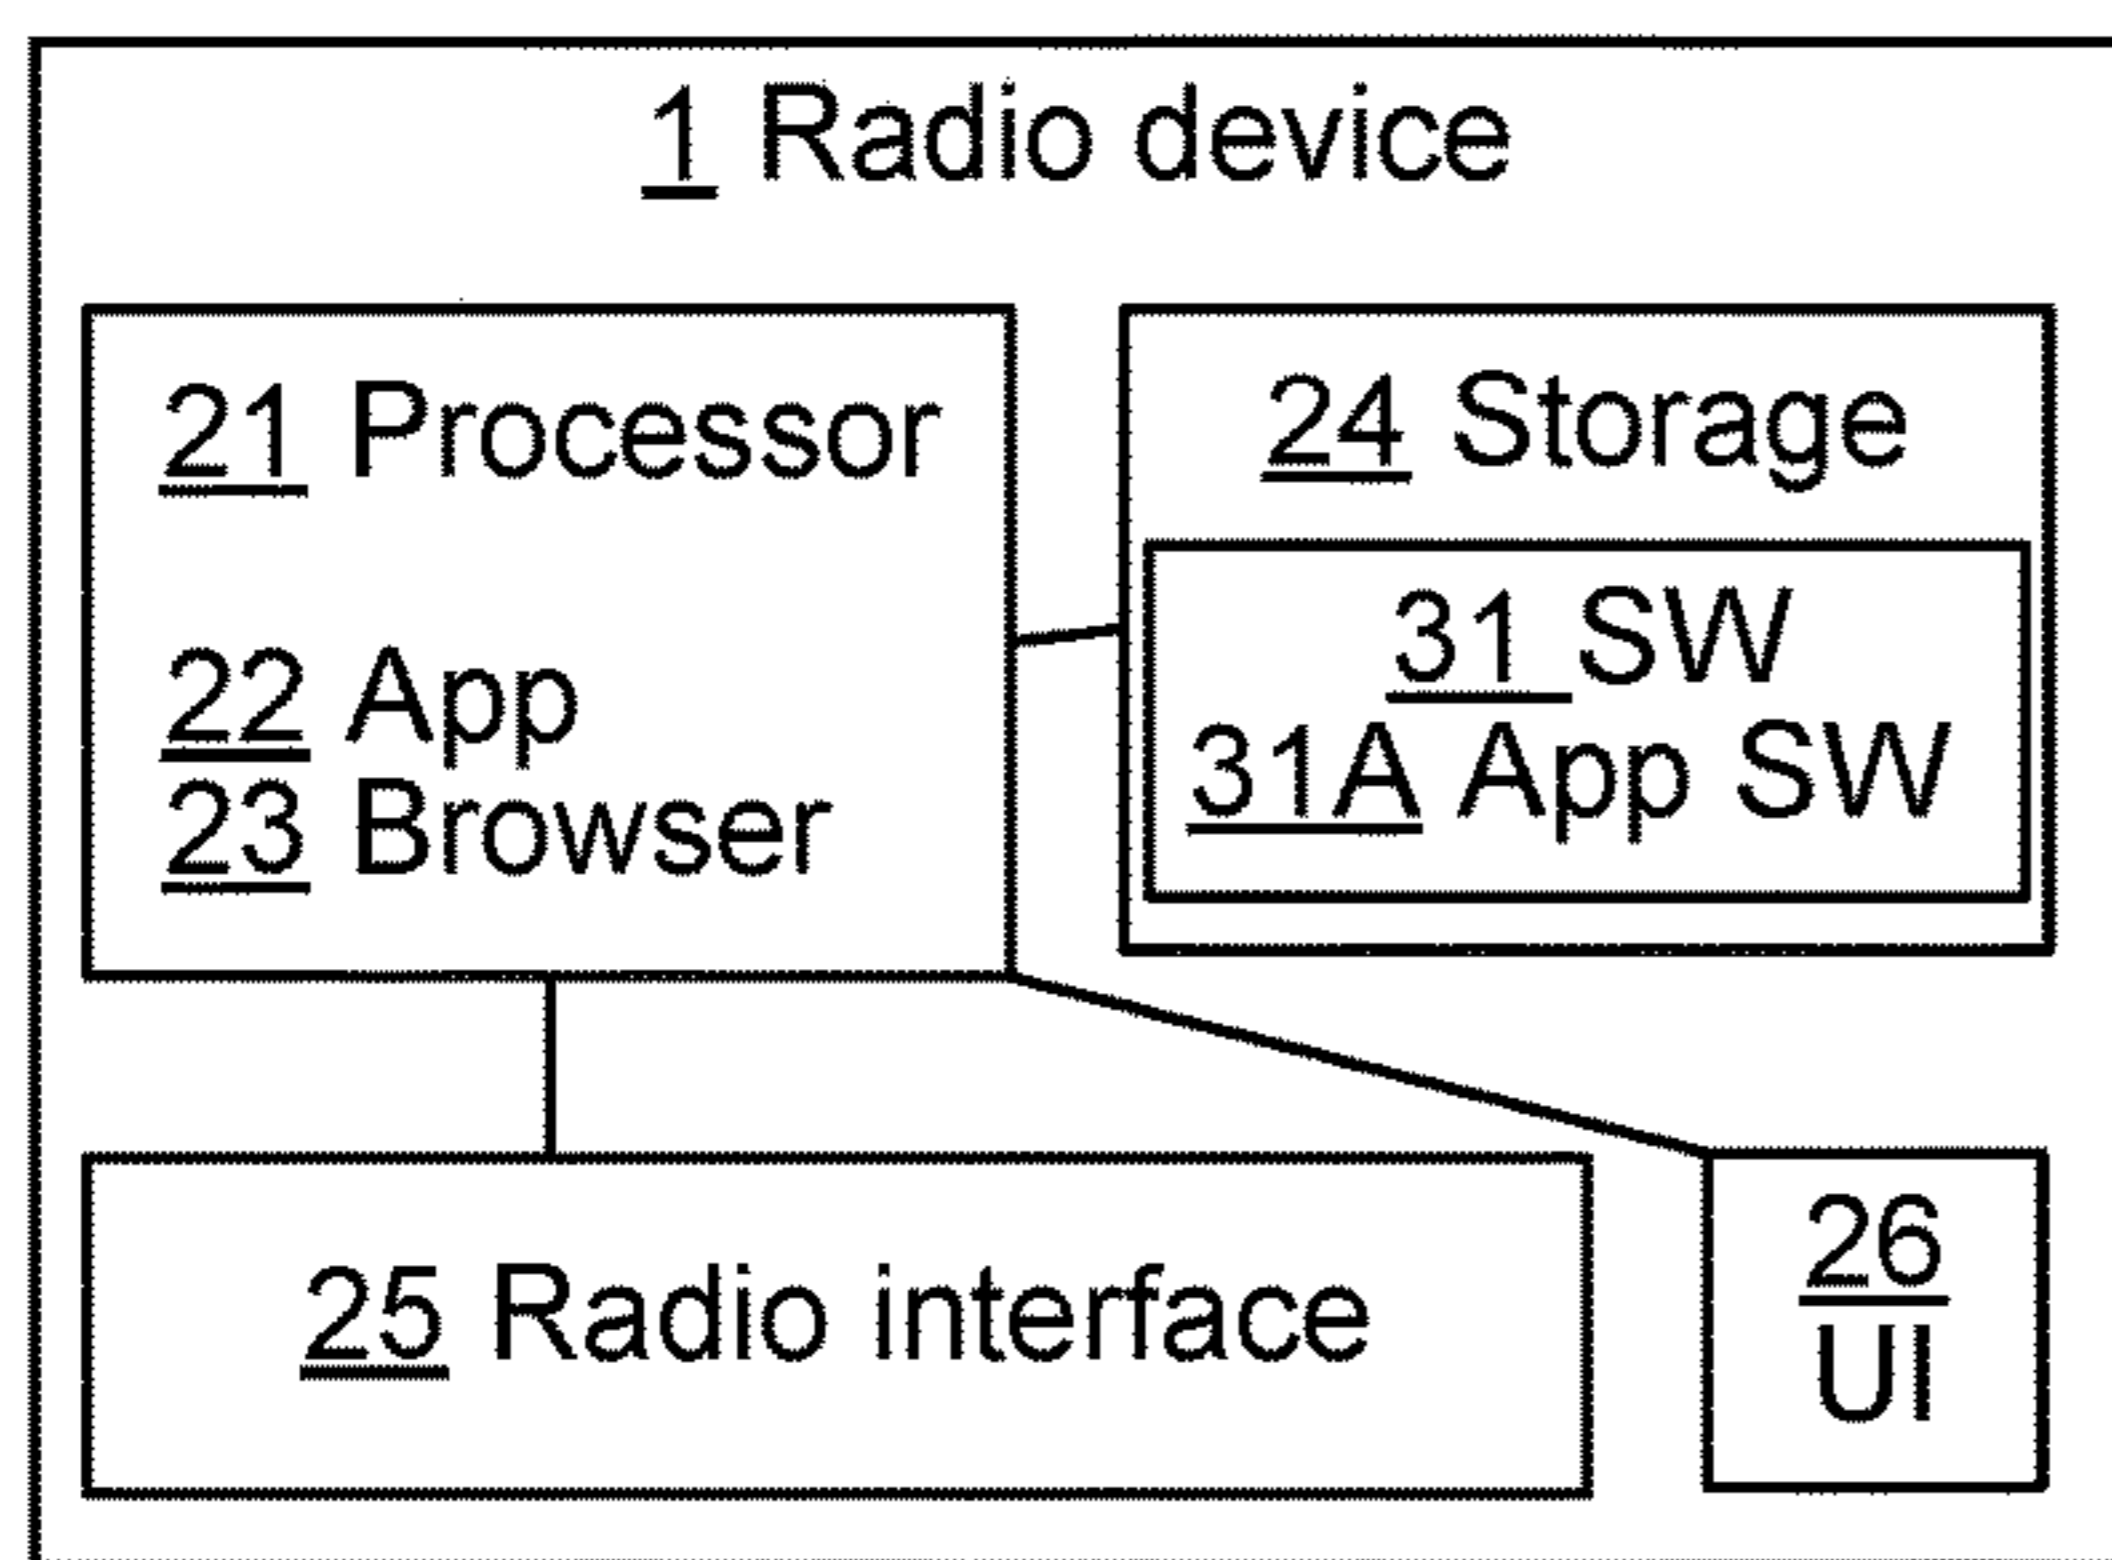 1 Radio device
21 Processor
22 App
23 Browser
24 Storage
31 SW
31A App SW
25 Radio interface
26
UI